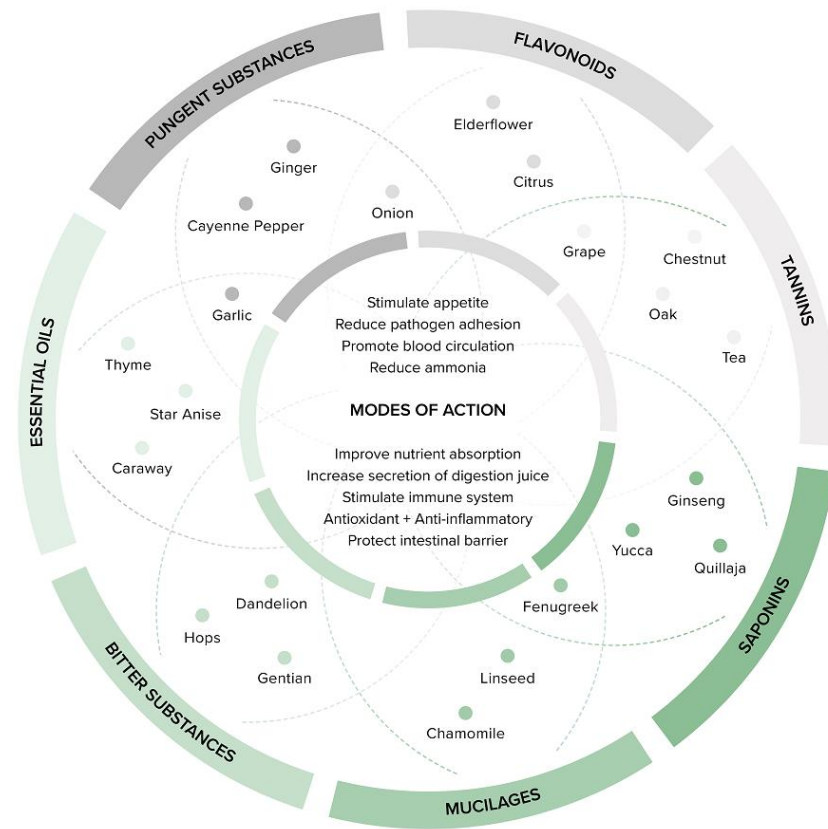 PUNGENT SUBSTANCES
FLAVONOIDS
TANNINS
SAPONINS
MUCILAGES
BITTER SUBSTANCES
ESSENTIAL OILS
Ginger
Cayenne Pepper
Garlic
Onion
Elderflower
Citrus
Grape
Chestnut
Oak
Tea
Ginseng
Yucca
Quillaja
Fenugreek
Linseed
Chamomile
Dandelion
Hops
Gentian
Thyme
Star Anise
Caraway
Stimulate appetite
Reduce pathogen adhesion
Promote blood circulation
Reduce ammonia
MODES OF ACTION
Improve nutrient absorption
Increase secretion of digestion juice
Stimulate immune system
Antioxidant + Anti-inflammatory
Protect intestinal barrier